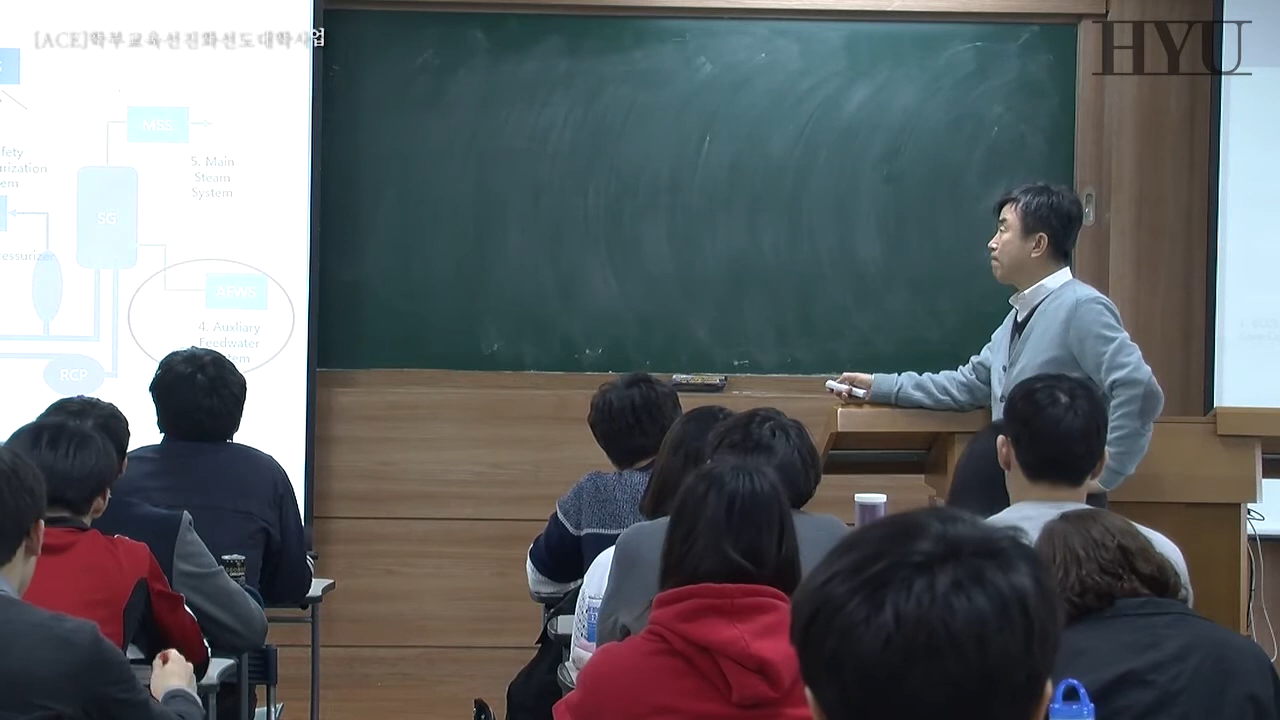 [ACE]학부교육선진화선도대학사업
HYU
MSS
5. Main
Steam
System
SG
AFWS
4. Auxliary
Feedwater
RCP